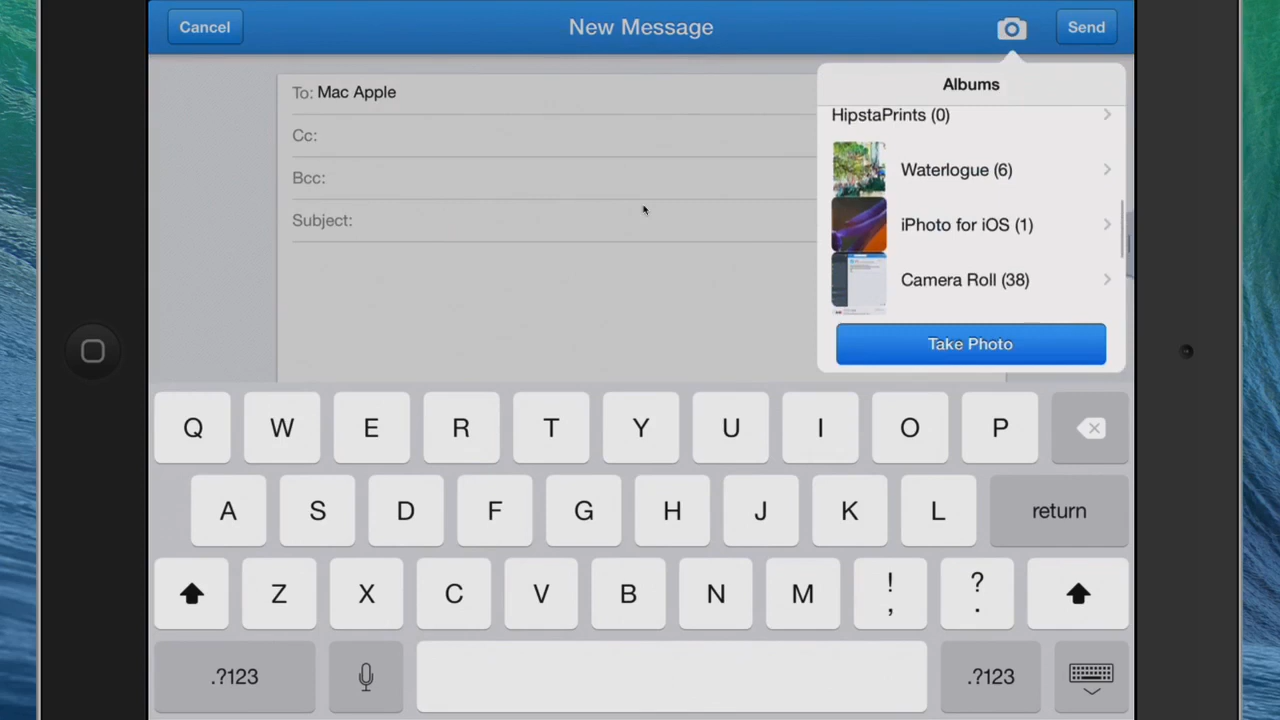 Cancel
New Message
Send
To: Mac Apple
Cc:
Bcc:
Subject:
Albums
HipstaPrints (0)
Waterlogue (6)
iPhoto for iOS (1)
Camera Roll (38)
Take Photo
Q W E R T Y U I O P
A S D F G H J K L return
Z X C V B N M ! , ? .
.?123 .?123